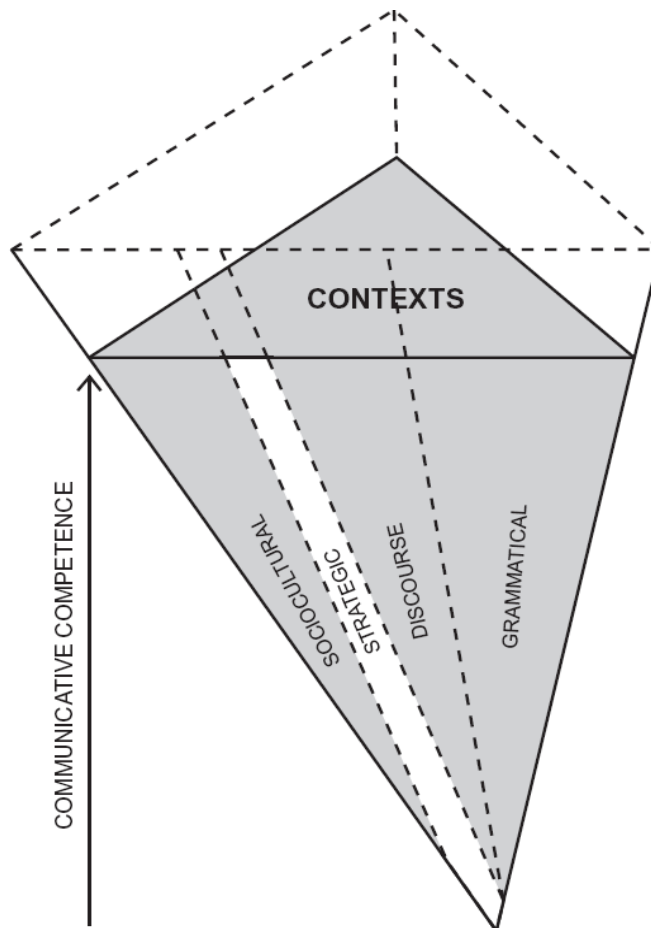 CONTEXTS
COMMUNICATIVE COMPETENCE
SOCIOCULTURAL
STRATEGIC
DISCOURSE
GRAMMATICAL